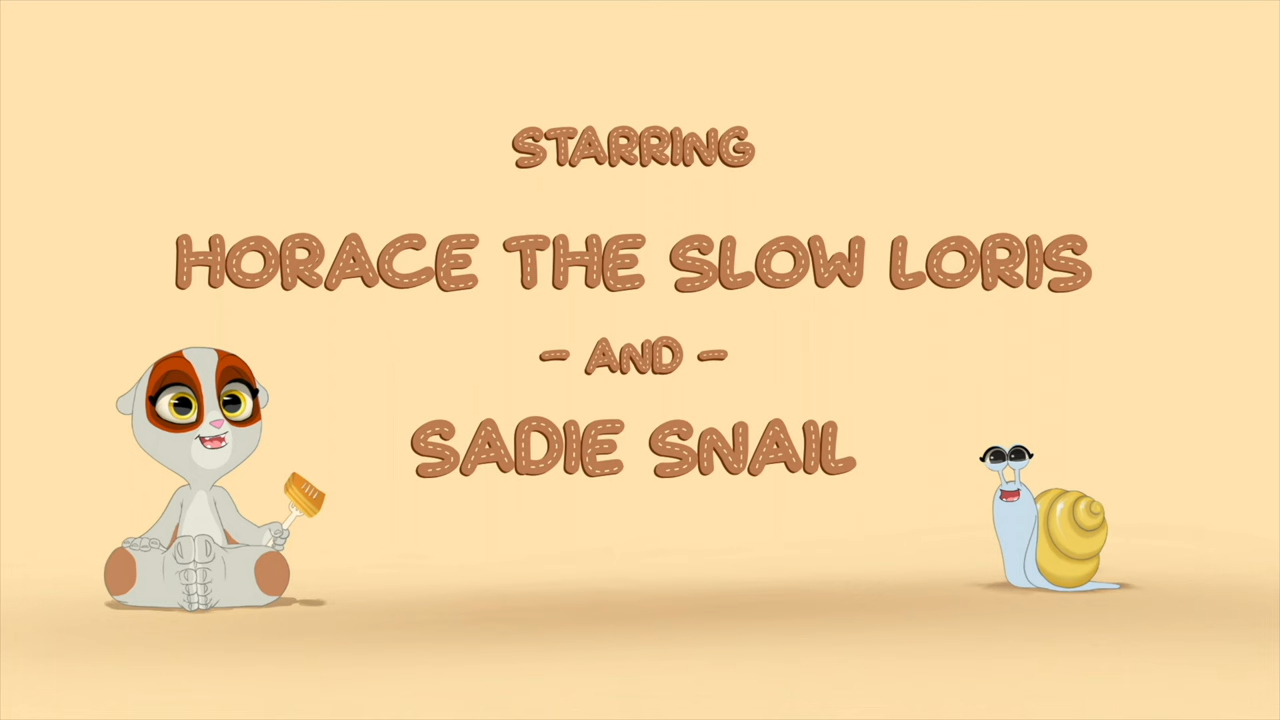 STARRING
HORACE THE SLOW LORIS
- AND -
SADIE SNAIL